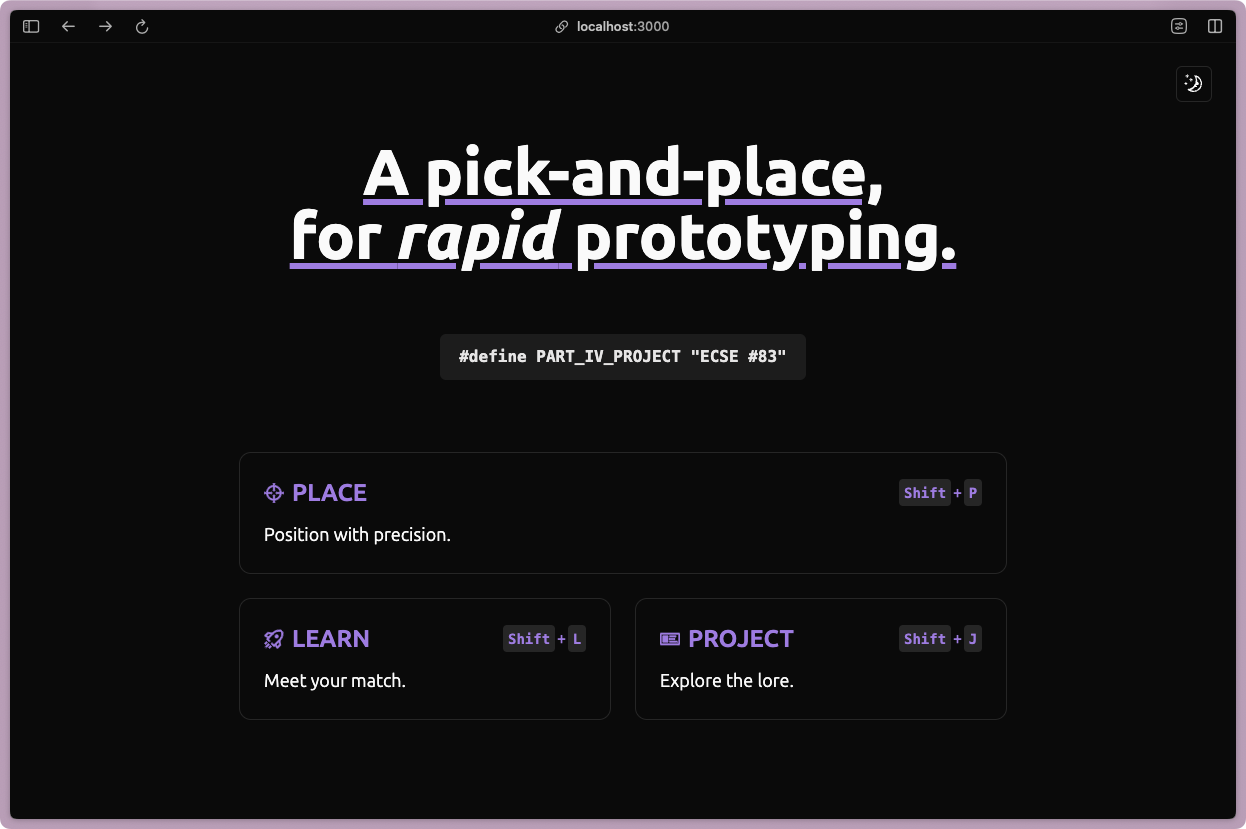 localhost:3000
A pick-and-place,
for rapid prototyping.
#define PART_IV_PROJECT "ECSE #83"
PLACE
Shift + P
Position with precision.
LEARN
Shift + L
Meet your match.
PROJECT
Shift + J
Explore the lore.